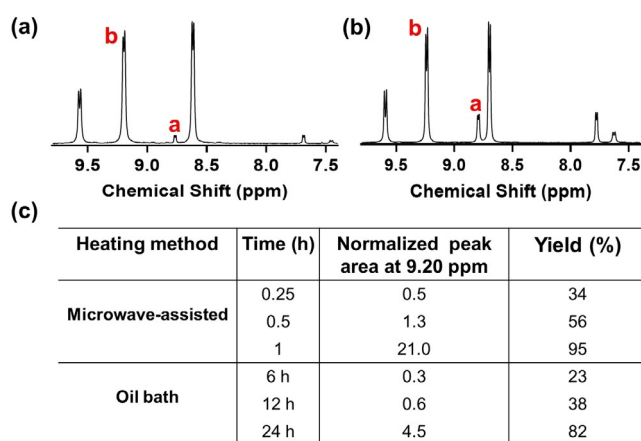 (a)
b
a
9.5 9.0 8.5 8.0 7.5
Chemical Shift (ppm)
(b)
b
a
9.5 9.0 8.5 8.0 7.5
Chemical Shift (ppm)
(c)
Heating method Time (h) Normalized peak area at 9.20 ppm Yield (%)
Microwave-assisted
0.25 0.5 34
0.5 1.3 56
1 21.0 95
Oil bath
6 h 0.3 23
12 h 0.6 38
24 h 4.5 82